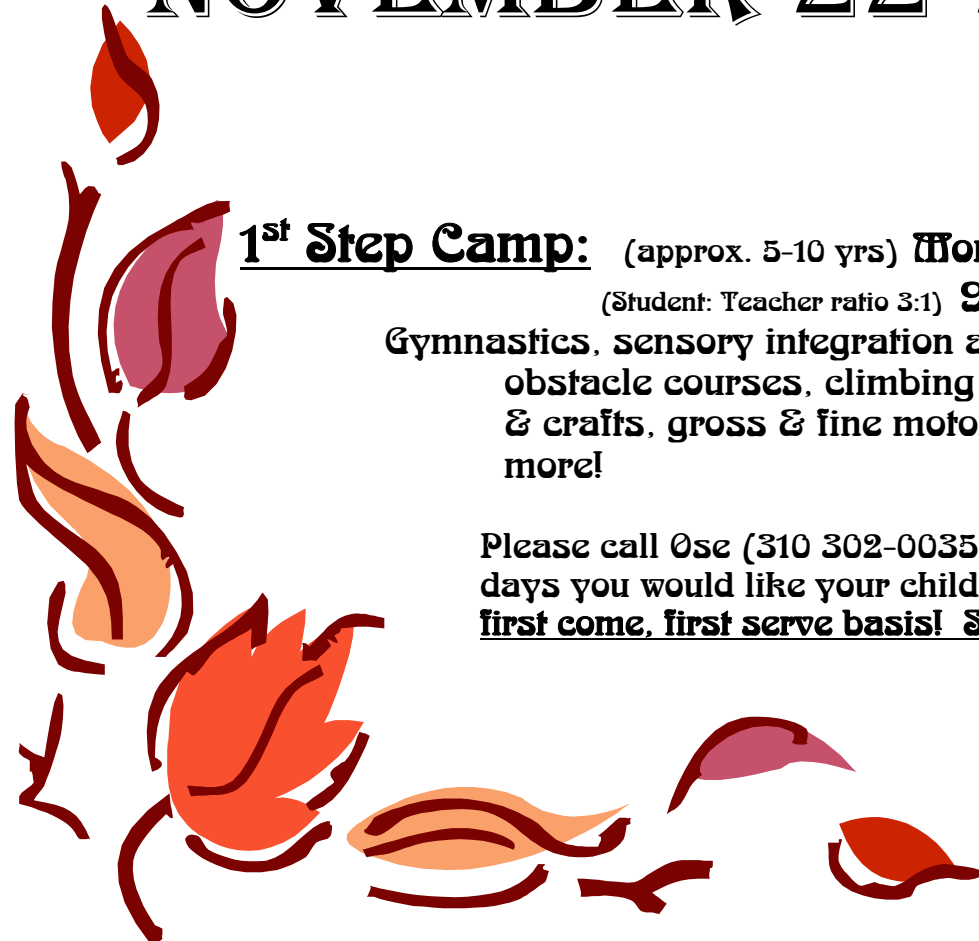 NOVEMBER 22
1st Step Camp: (approx. 5-10 yrs)
(Student: Teacher ratio 3:1)
Gymnastics, sensory integration
obstacle courses, climbing
& crafts, gross & fine
more!
Please call Ose (310 302-0035
days you would like your child
first come, first serve basis!